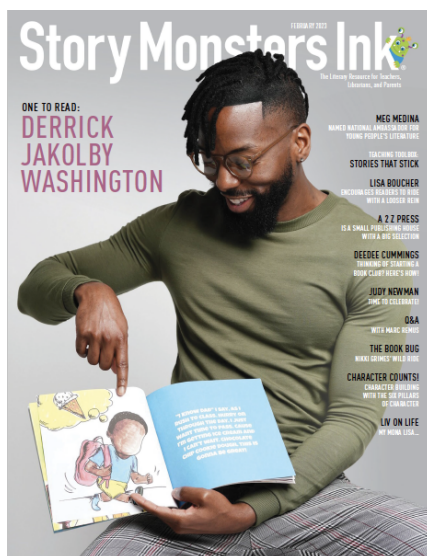 FEBRUARY 2023
Story Monsters Ink
The Literary Resource for Teachers,
Librarians, and Parents
ONE TO READ:
DERRICK
JAKOLBY
WASHINGTON
MEG MEDINA
NAMED NATIONAL AMBASSADOR FOR
YOUNG PEOPLE'S LITERATURE
TEACHING TOOLBOX:
STORIES THAT STICK
LISA BOUCHER
ENCOURAGES READERS TO RIDE
WITH A LOOSER REIN
A 2 Z PRESS
IS A SMALL PUBLISHING HOUSE
WITH A BIG SELECTION
DEEDEE CUMMINGS
THINKING OF STARTING A
BOOK CLUB? HERE'S HOW!
JUDY NEWMAN
TIME TO CELEBRATE!
Q&A
WITH MARC REMUS
THE BOOK BUG
NIKKI GRIMES' WILD RIDE
CHARACTER COUNTS!
CHARACTER BUILDING
WITH THE SIX PILLARS
OF CHARACTER
LIV ON LIFE
MY MONA LISA...